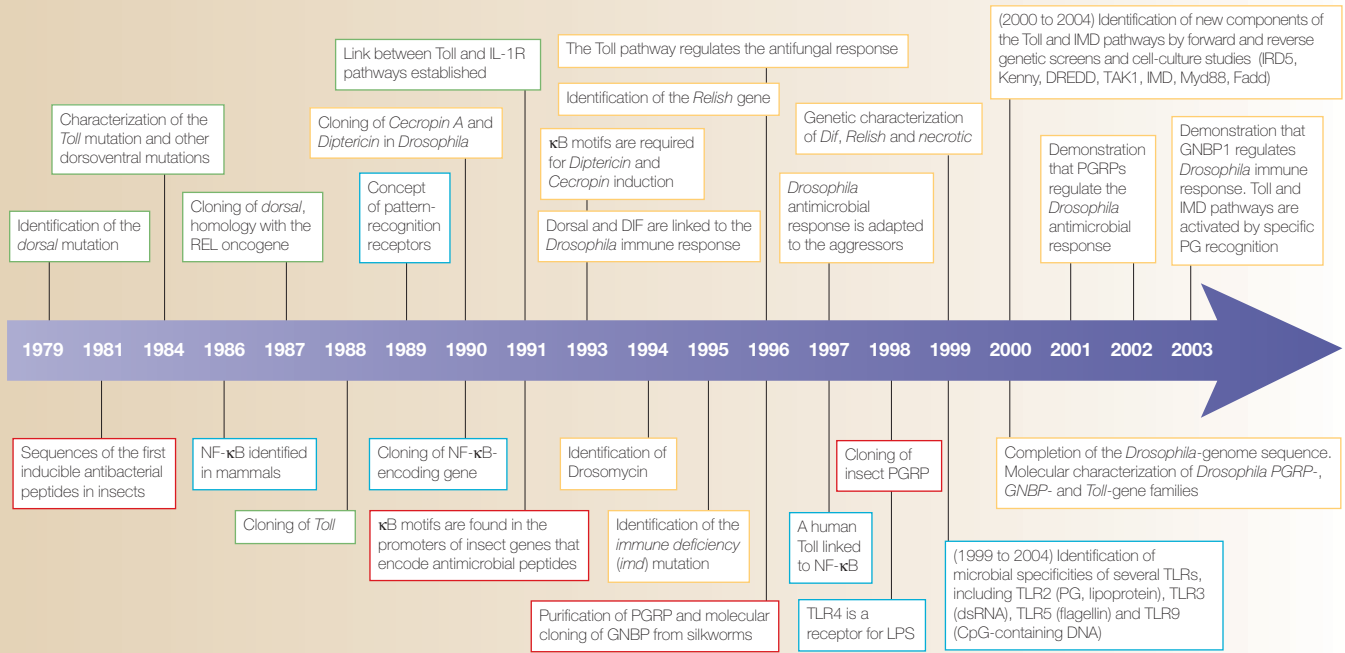 (2000 to 2004) Identification of new components of
the Toll and IMD pathways by forward and reverse
genetic screens and cell-culture studies (IRD5,
Kenny, DREDD, TAK1, IMD, Myd88, Fadd)
Link between Toll and IL-1R
pathways established
The Toll pathway regulates the antifungal response
Identification of the Relish gene
Characterization of the
Toll mutation and other
dorsoventral mutations
Cloning of Cecropin A and
Diptericin in Drosophila
Genetic characterization
of Dif, Relish and necrotic
κB motifs are required
for Diptericin and
Cecropin induction
Demonstration
that PGRPs
regulate the
Drosophila
antimicrobial
response
Demonstration that
GNBP1 regulates
Drosophila immune
response. Toll and
IMD pathways are
activated by specific
PG recognition
Identification of the
dorsal mutation
Cloning of dorsal,
homology with the
REL oncogene
Concept
of pattern-
recognition
receptors
Dorsal and DIF are linked to the
Drosophila immune response
Drosophila
antimicrobial
response is adapted
to the aggressors
1979 1981 1984 1986 1987 1988 1989 1990 1991 1993 1994 1995 1996 1997 1998 1999 2000 2001 2002 2003
Sequences of the first
inducible antibacterial
peptides in insects
NF-κB identified
in mammals
Cloning of NF-κB-
encoding gene
Identification of
Drosomycin
Cloning of
insect PGRP
Completion of the Drosophila-genome sequence.
Molecular characterization of Drosophila PGRP-,
GNBP- and Toll-gene families
Cloning of Toll
κB motifs are found in the
promoters of insect genes that
encode antimicrobial peptides
Identification of the
immune deficiency
(imd) mutation
A human
Toll linked
to NF-κB
(1999 to 2004) Identification of
microbial specificities of several TLRs,
including TLR2 (PG, lipoprotein), TLR3
(dsRNA), TLR5 (flagellin) and TLR9
(CpG-containing DNA)
Purification of PGRP and molecular
cloning of GNBP from silkworms
TLR4 is a
receptor for LPS